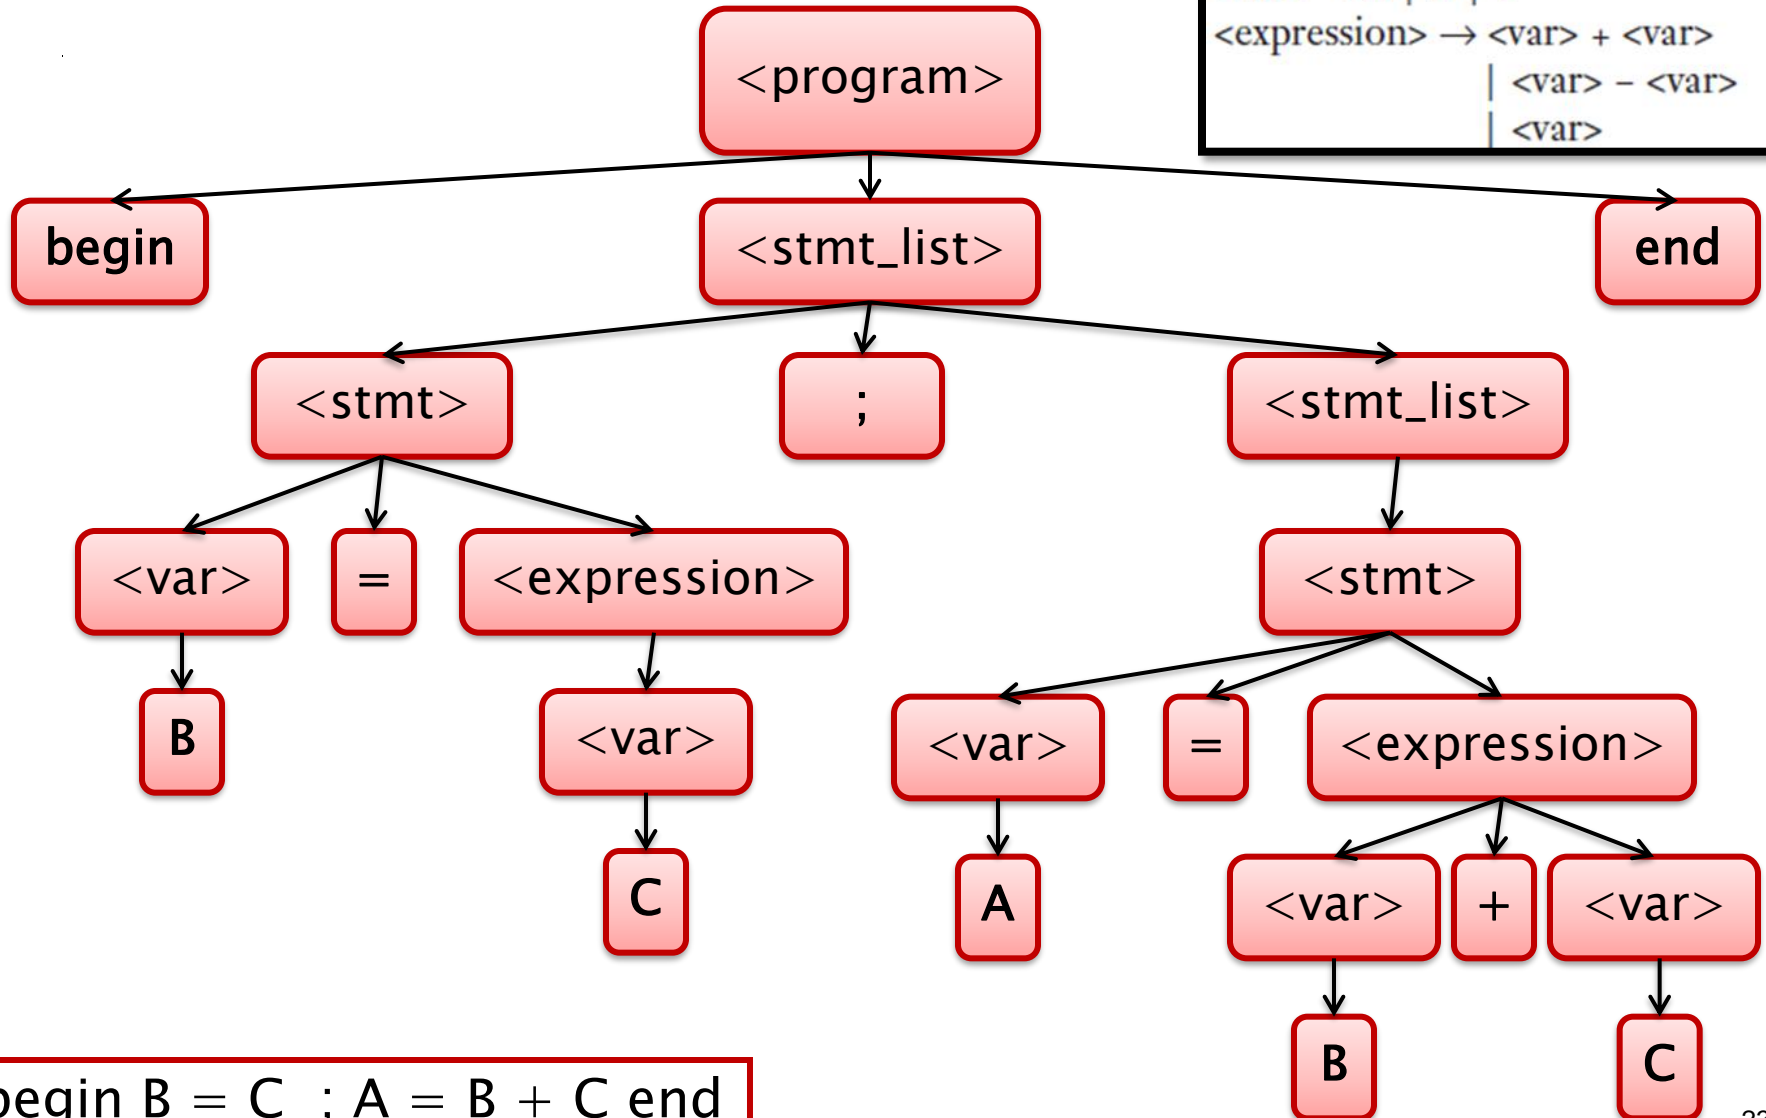 <expression> → <var> + <var>
| <var> – <var>
| <var>
<program>
begin <stmt_list> end
<stmt> ; <stmt_list>
<var> = <expression> <stmt>
B <var> <var> = <expression>
C A <var> + <var>
B C
begin B = C ; A = B + C end